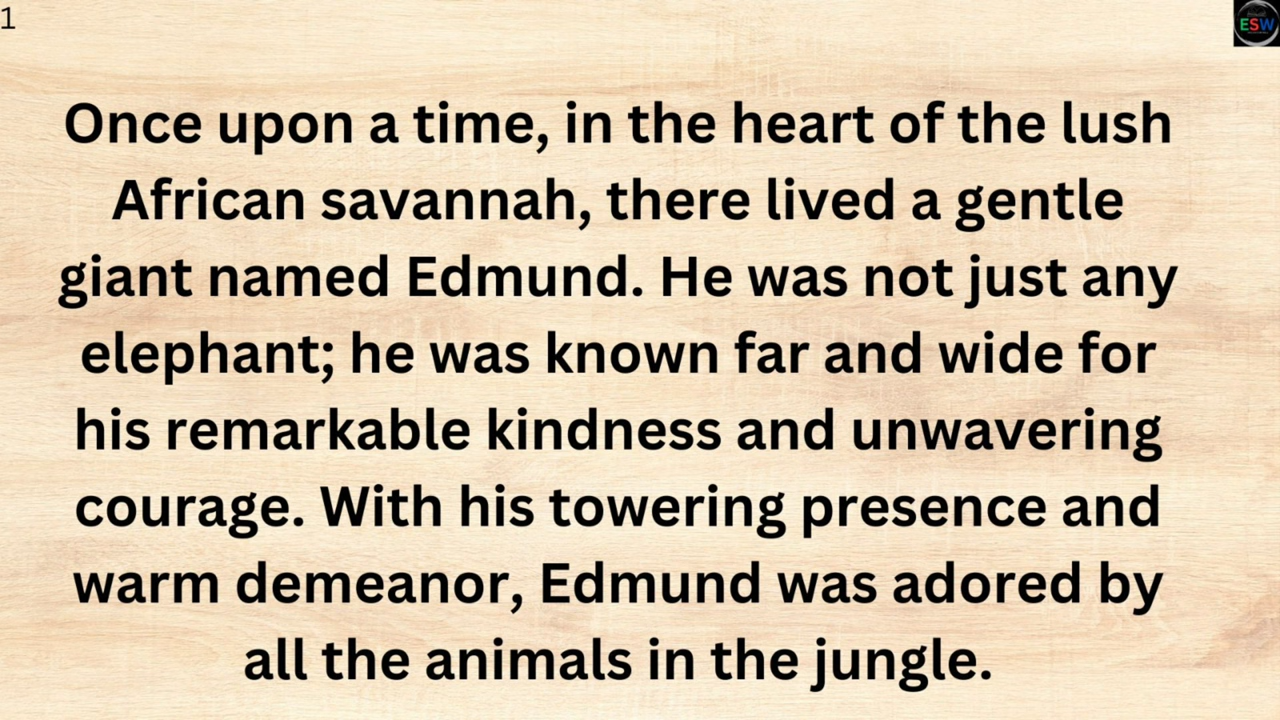 1
ESW
Once upon a time, in the heart of the lush
African savannah, there lived a gentle
giant named Edmund. He was not just any
elephant; he was known far and wide for
his remarkable kindness and unwavering
courage. With his towering presence and
warm demeanor, Edmund was adored by
all the animals in the jungle.